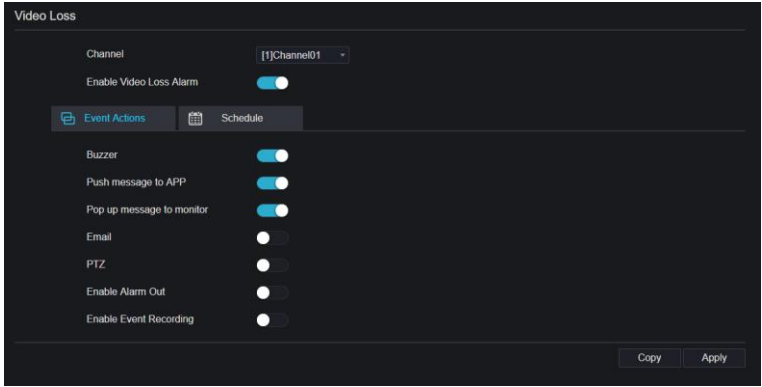 Video Loss
Channel [1]Channel01
Enable Video Loss Alarm
Event Actions Schedule
Buzzer
Push message to APP
Pop up message to monitor
Email
PTZ
Enable Alarm Out
Enable Event Recording
Copy Apply